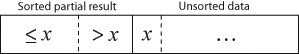 Sorted partial result Unsorted data
≤ x > x x ...